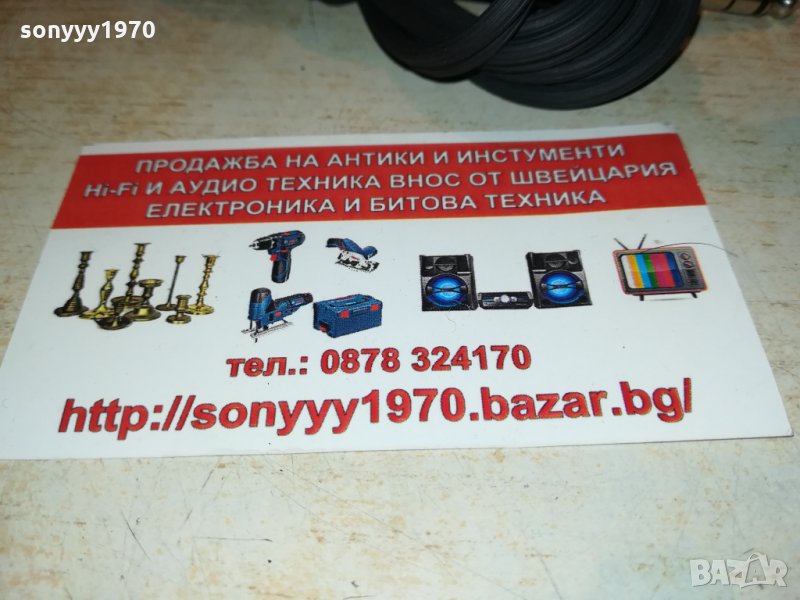 sonyyy1970
ПРОДАЖБА НА АНТИКИ И ИНСТУМЕНТИ
Hi-Fi И АУДИО ТЕХНИКА ВНОС ОТ ШВЕЙЦАРИЯ
ЕЛЕКТРОНИКА И БИТОВА ТЕХНИКА
тел.: 0878 324170
http://sonyyy1970.bazar.bg/
BAZAR